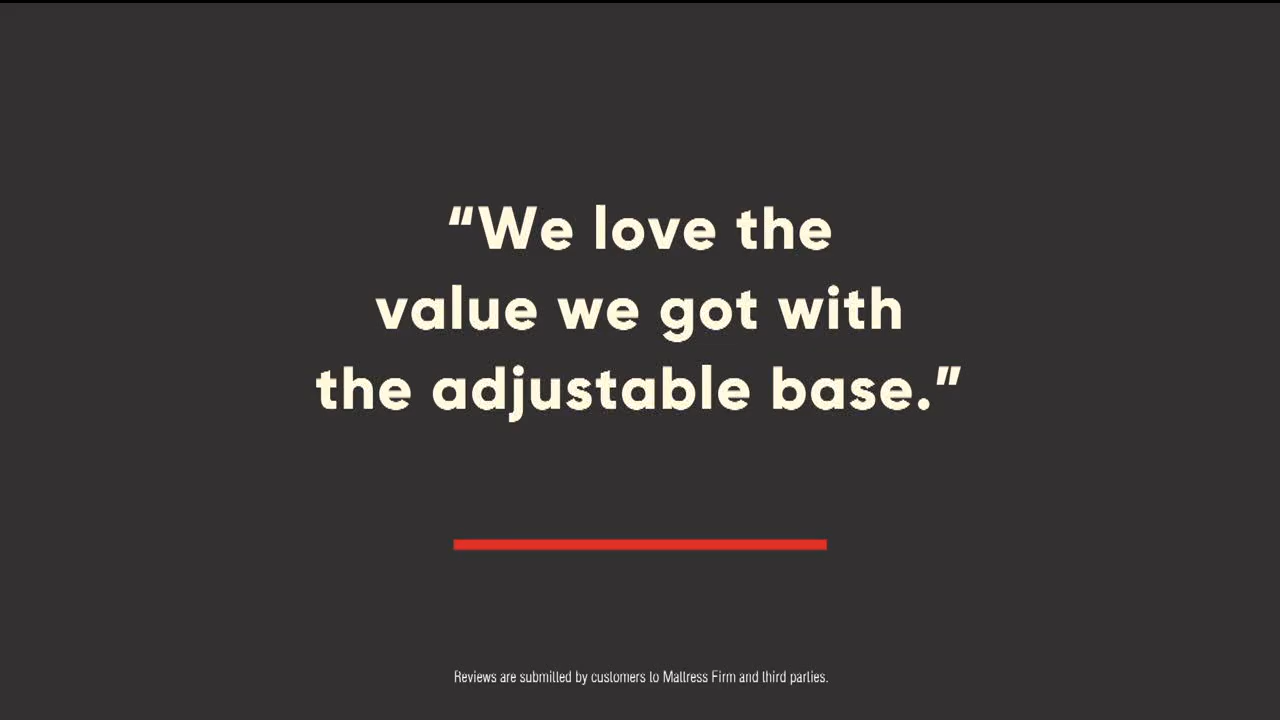 “We love the
value we got with
the adjustable base.”
Reviews are submitted by customers to Mattress Firm and third parties.